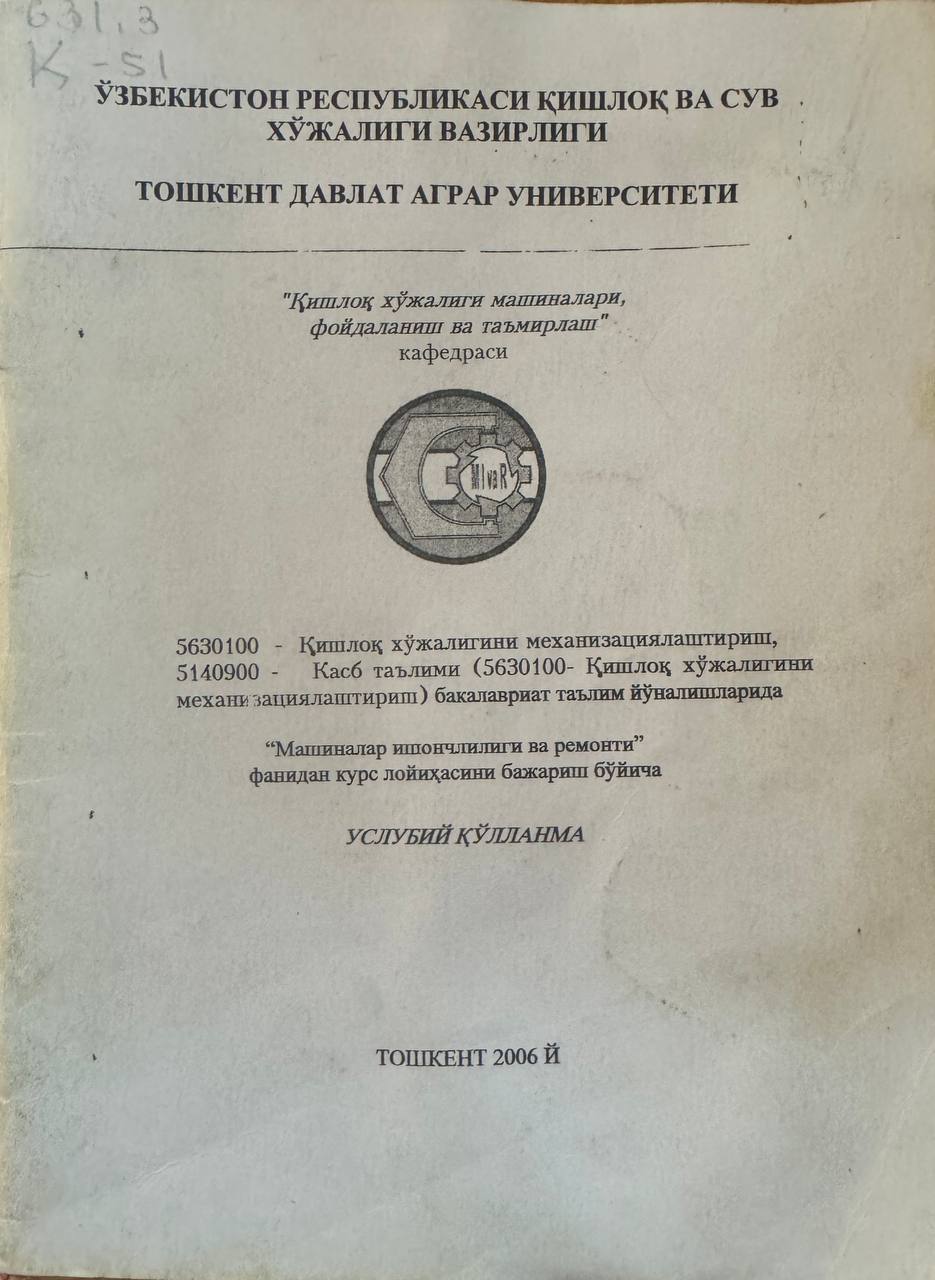 631.3
Қ-51
ЎЗБЕКИСТОН РЕСПУБЛИКАСИ ҚИШЛОҚ ВА СУВ
ХЎЖАЛИГИ ВАЗИРЛИГИ
ТОШКЕНТ ДАВЛАТ АГРАР УНИВЕРСИТЕТИ
"Қишлоқ хўжалиги машиналари,
фойдаланиш ва таъмирлаш"
кафедраси
MIvaR
5630100 - Қишлоқ хўжалигини механизациялаштириш,
5140900 - Касб таълими (5630100- Қишлоқ хўжалигини
механизациялаштириш) бакалавриат таълим йўналишларида
“Машиналар ишончлилиги ва ремонти”
фанидан курс лойиҳасини бажариш бўйича
УСЛУБИЙ ҚЎЛЛАНМА
ТОШКЕНТ 2006 Й